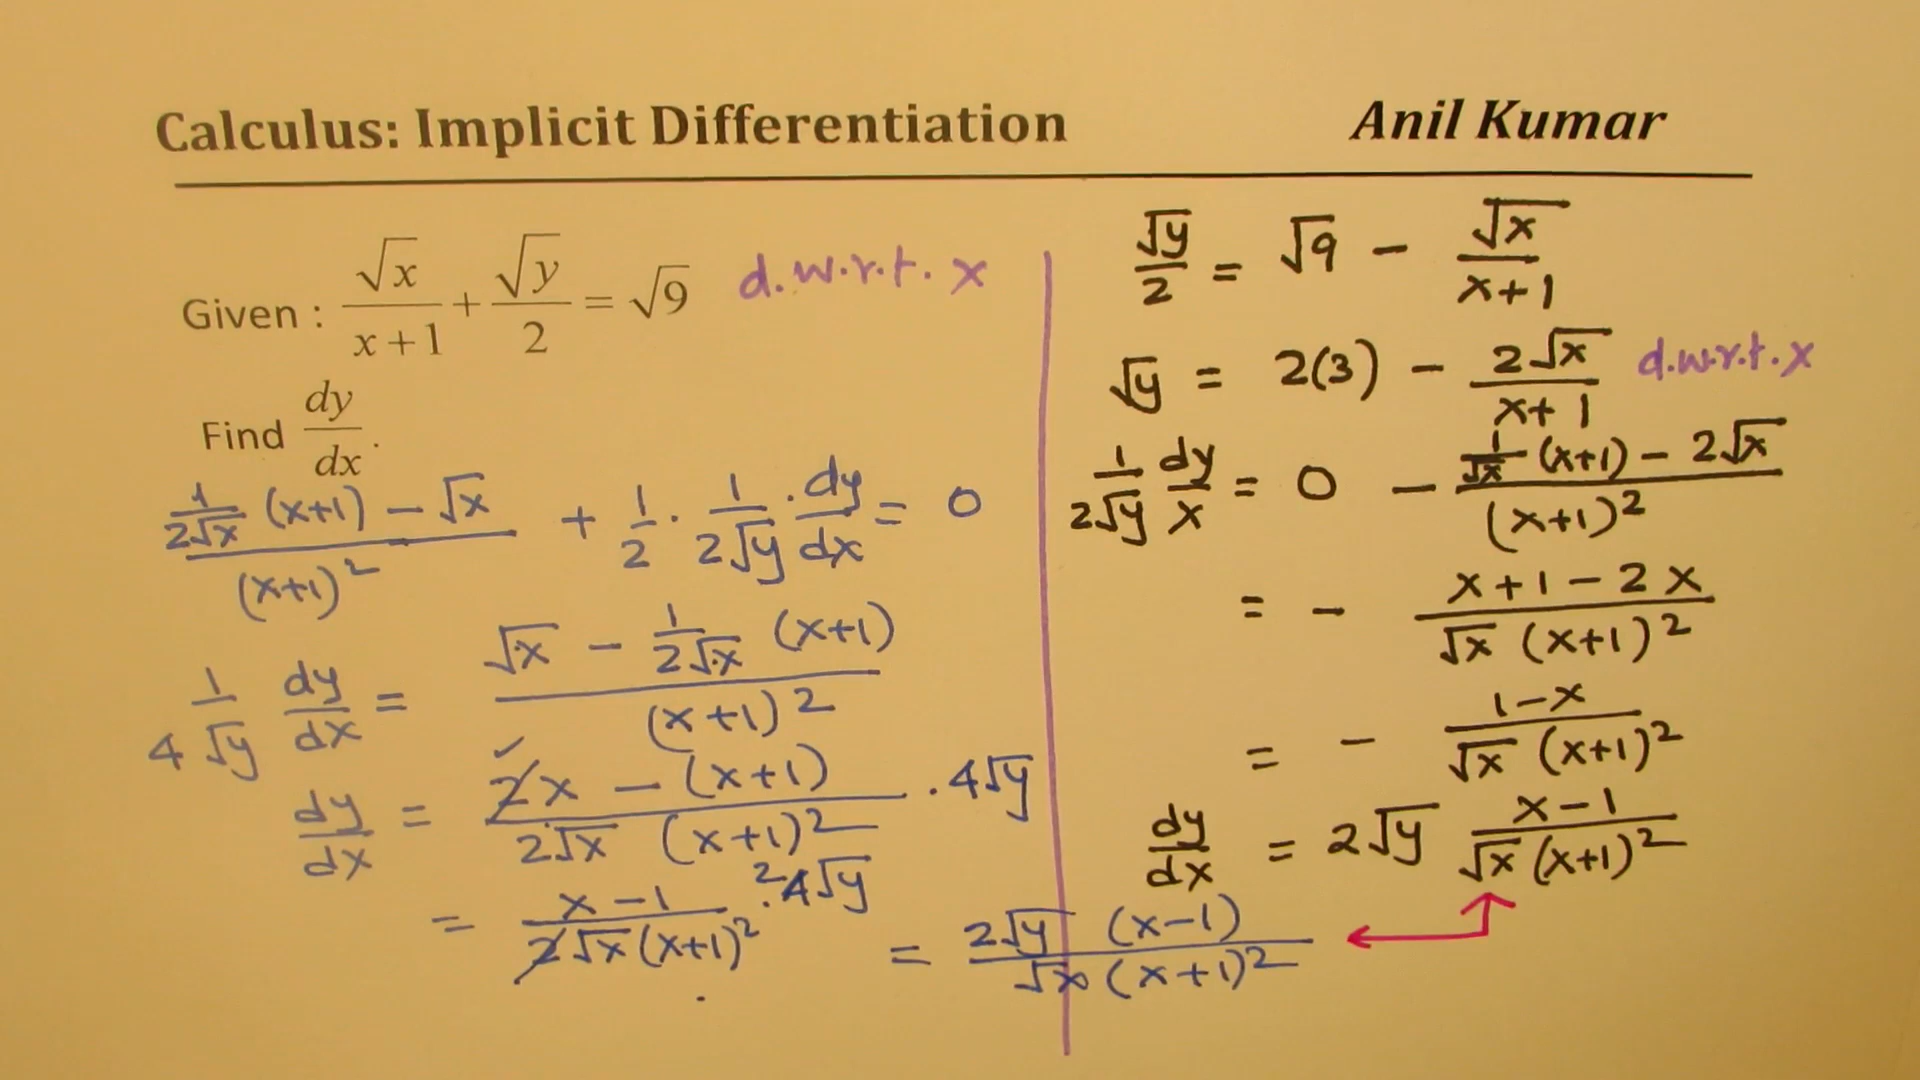 Calculus: Implicit Differentiation
Anil Kumar
Given : √x/(x+1) + √y/2 = √9 d.w.r.t. x
Find dy/dx.
(1/(2√x) (x+1) − √x)/(x+1)² + 1/2 · 1/(2√y) · dy/dx = 0
1/(4√y) dy/dx = (√x − 1/(2√x) (x+1))/(x+1)²
dy/dx = (2x − (x+1))/(2√x (x+1)²) · 4√y
= (x−1)/(2√x(x+1)²) · 2 4√y = 2√y (x−1)/(√x (x+1)²)
√y/2 = √9 − √x/(x+1)
√y = 2(3) − 2√x/(x+1) d.w.r.t. x
1/(2√y) dy/x = 0 − (1/√x (x+1) − 2√x)/(x+1)²
= − (x+1−2x)/(√x (x+1)²)
= − (1−x)/(√x (x+1)²)
dy/dx = 2√y (x−1)/(√x (x+1)²)